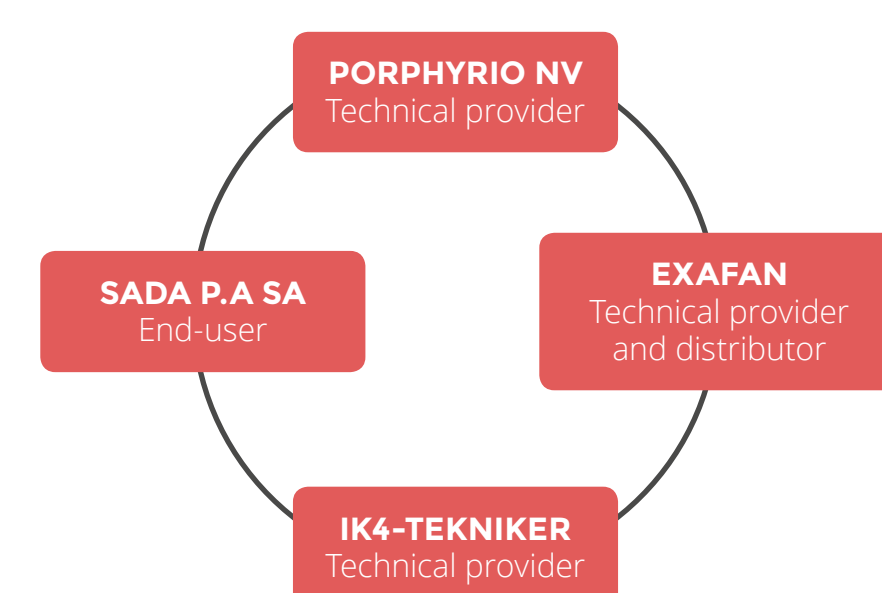 PORPHYRIO NV
Technical provider
SADA P.A SA
End-user
EXAFAN
Technical provider
and distributor
IK4-TEKNIKER
Technical provider